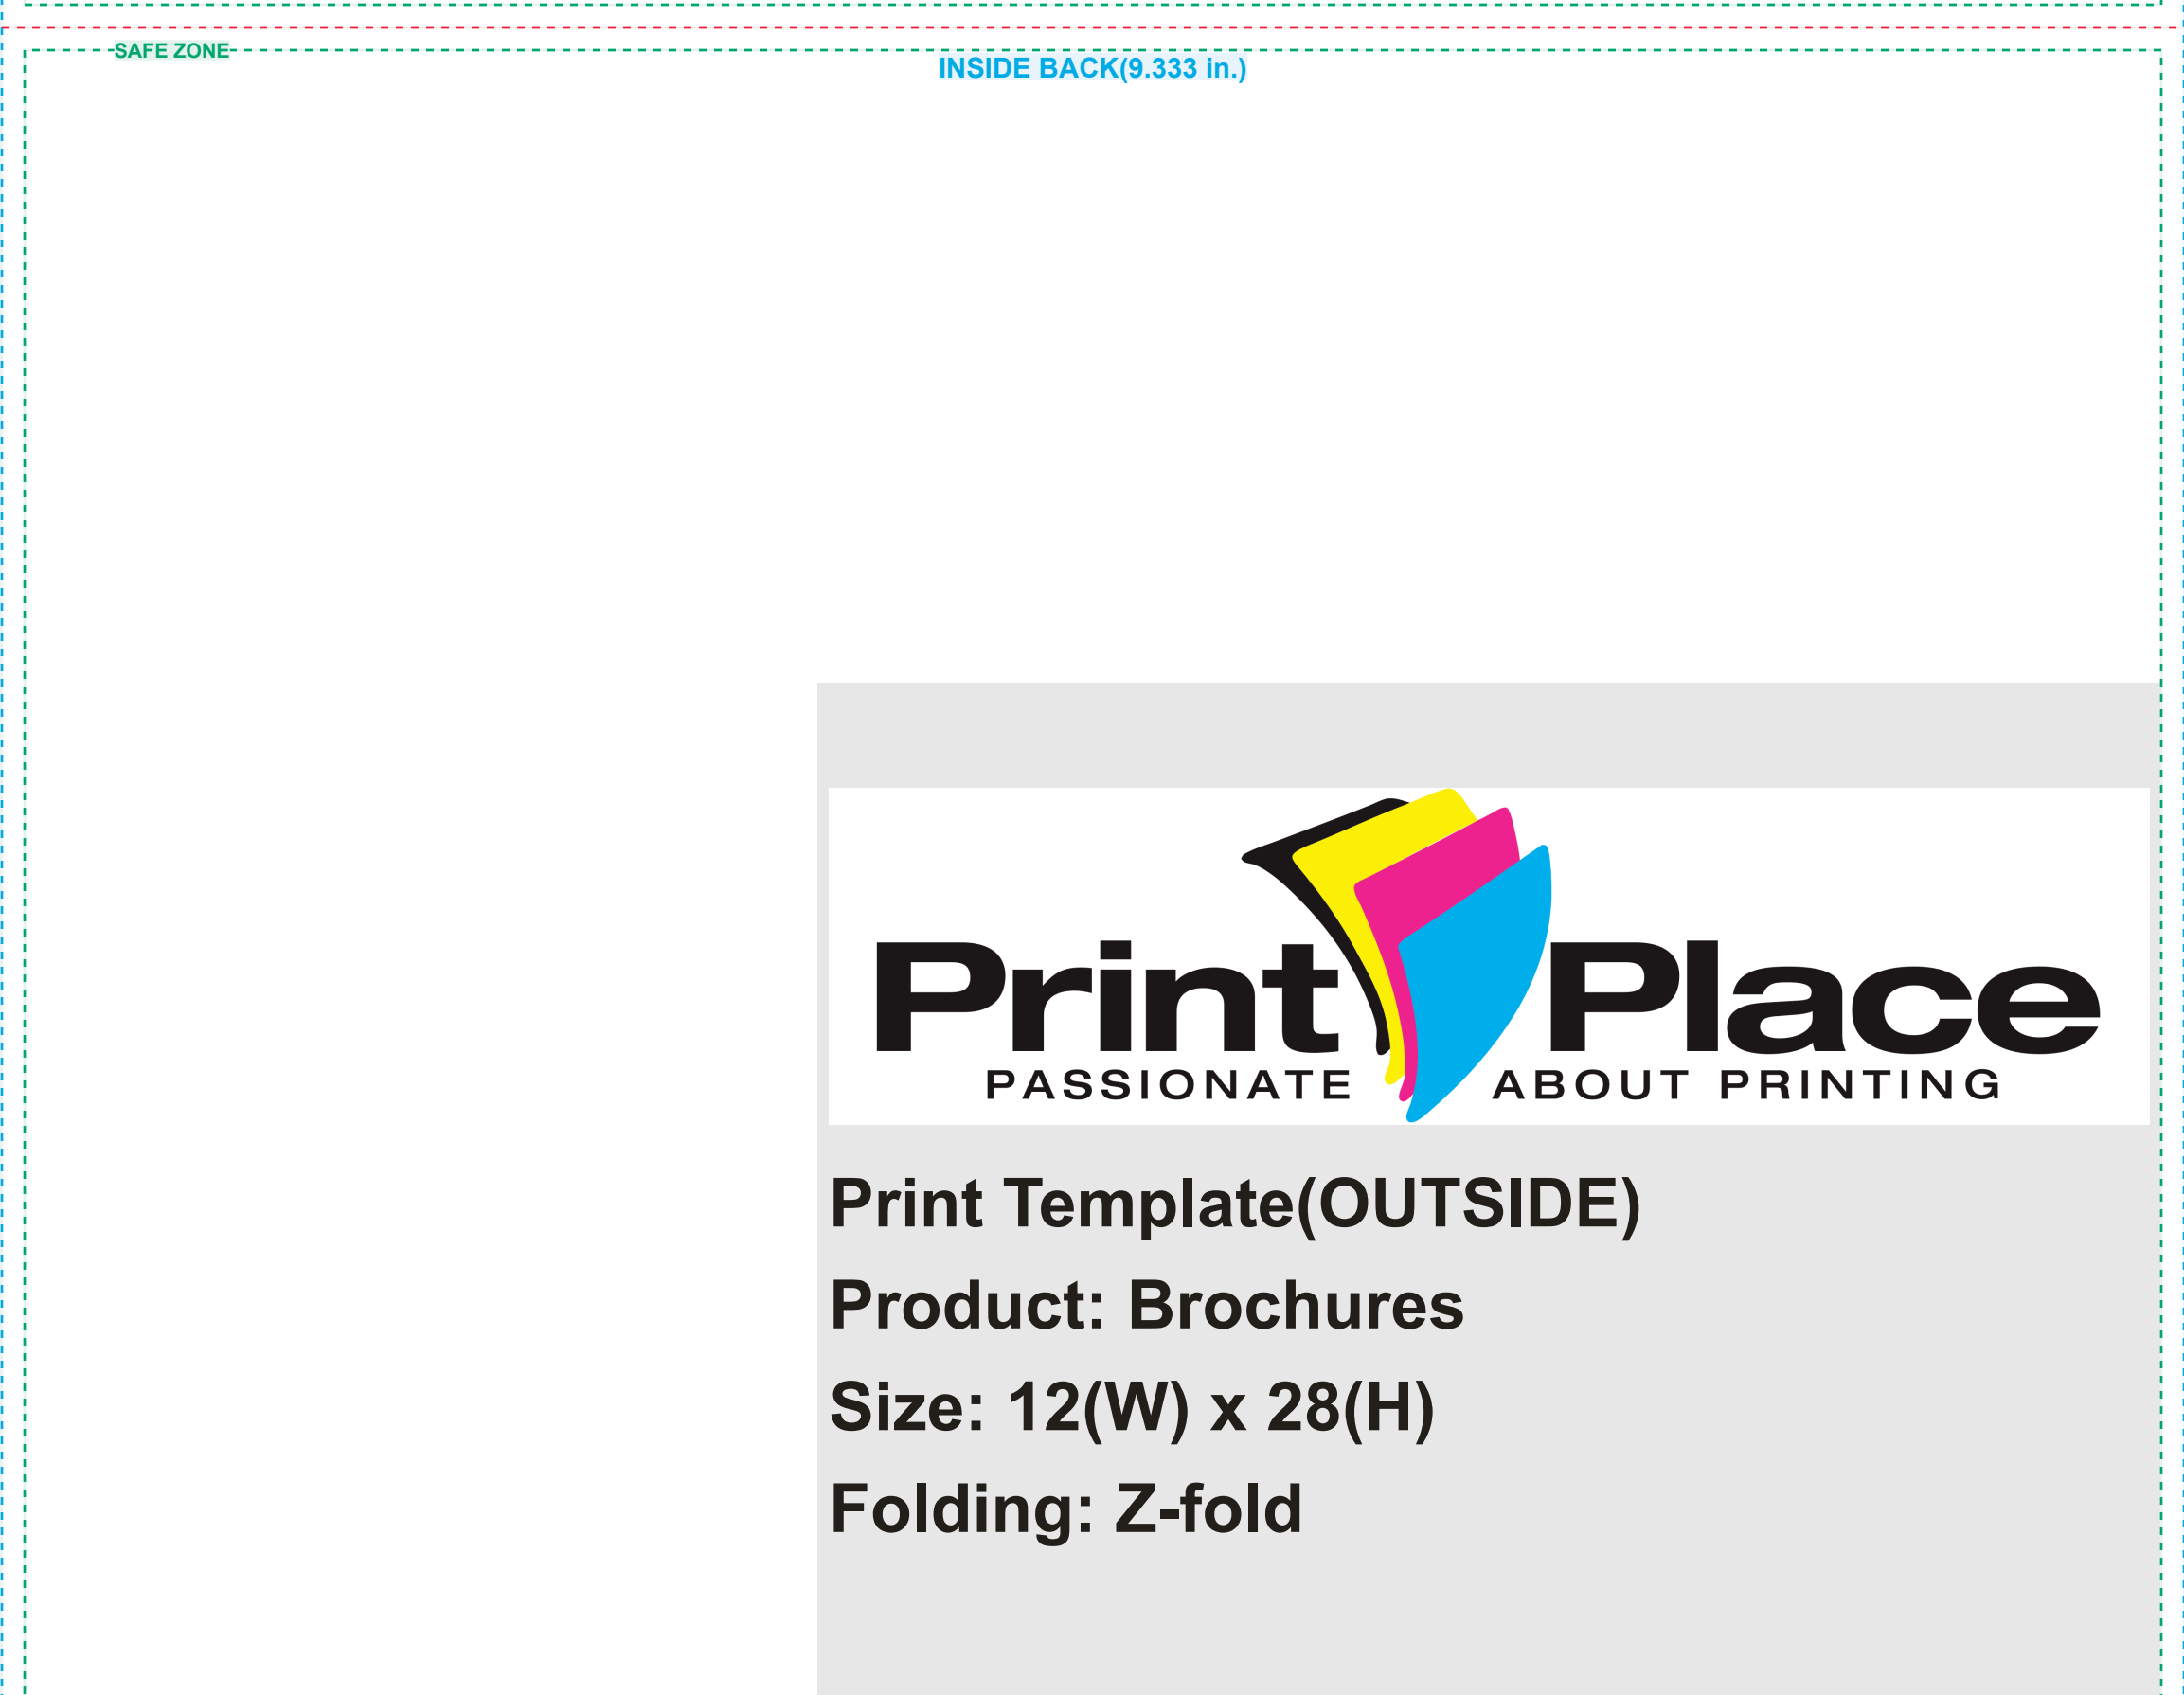 SAFE ZONE
INSIDE BACK(9.333 in.)
Print Place
PASSIONATE ABOUT PRINTING
Print Template(OUTSIDE)
Product: Brochures
Size: 12(W) x 28(H)
Folding: Z-fold